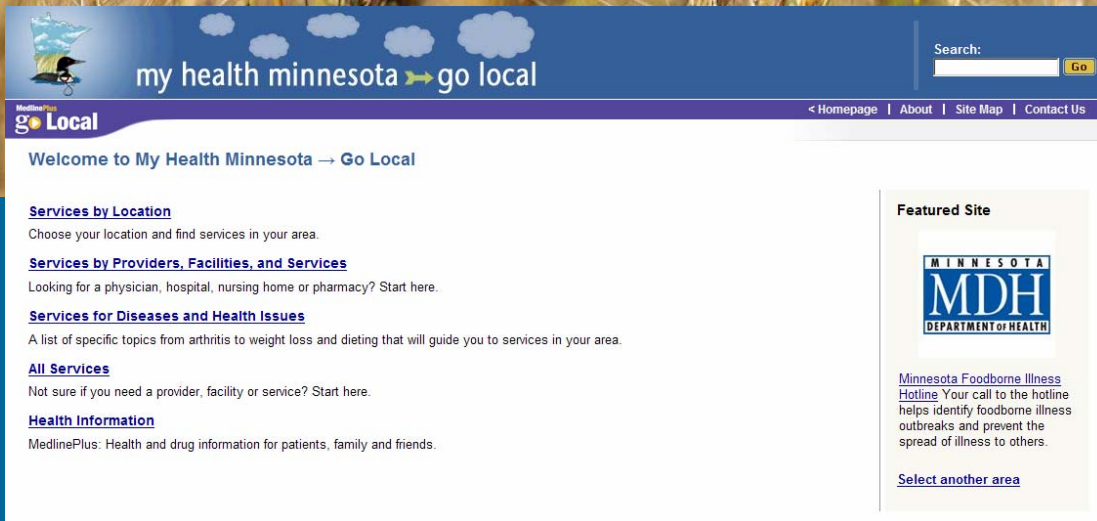 my health minnesota ➳ go local
Search:
Go
MedlinePlus
go Local
< Homepage | About | Site Map | Contact Us
Welcome to My Health Minnesota → Go Local
Services by Location
Choose your location and find services in your area.
Services by Providers, Facilities, and Services
Looking for a physician, hospital, nursing home or pharmacy? Start here.
Services for Diseases and Health Issues
A list of specific topics from arthritis to weight loss and dieting that will guide you to services in your area.
All Services
Not sure if you need a provider, facility or service? Start here.
Health Information
MedlinePlus: Health and drug information for patients, family and friends.
Featured Site
MINNESOTA
MDH
DEPARTMENT OF HEALTH
Minnesota Foodborne Illness
Hotline Your call to the hotline
helps identify foodborne illness
outbreaks and prevent the
spread of illness to others.
Select another area